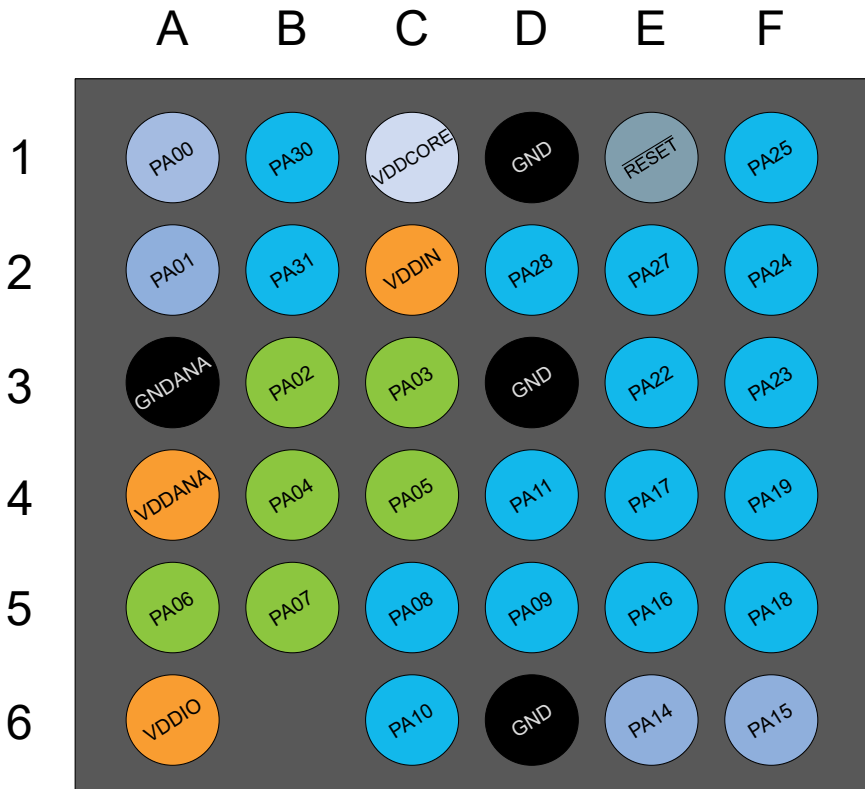 A B C D E F
1 PA00 PA30 VDDCORE GND RESET PA25
2 PA01 PA31 VDDIN PA28 PA27 PA24
3 GNDANA PA02 PA03 GND PA22 PA23
4 VDDANA PA04 PA05 PA11 PA17 PA19
5 PA06 PA07 PA08 PA09 PA16 PA18
6 VDDIO PA10 GND PA14 PA15